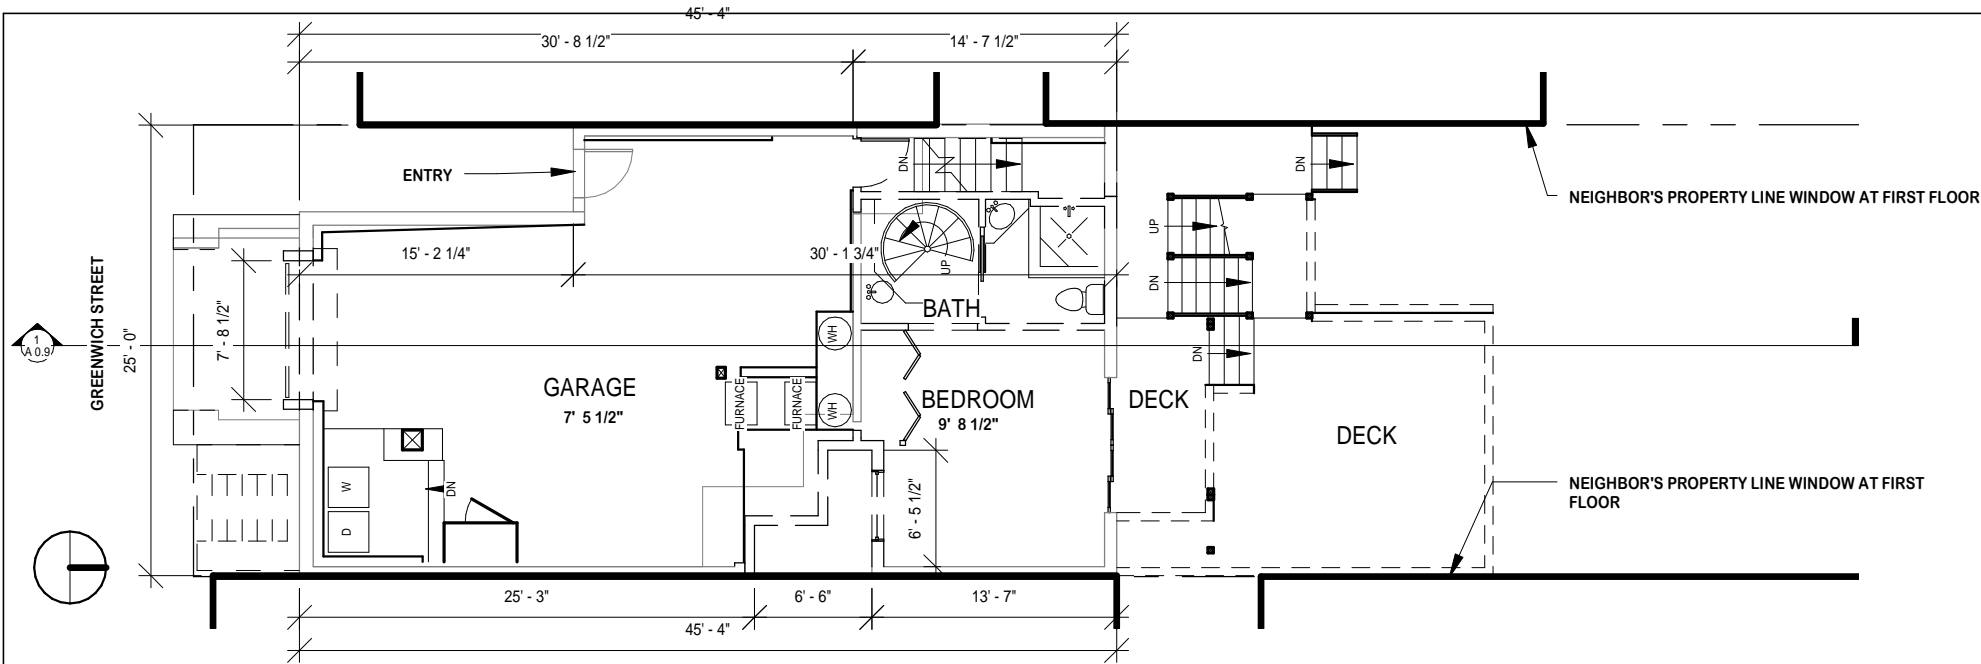 45' - 4"
30' - 8 1/2"
14' - 7 1/2"
ENTRY
DN
DN
NEIGHBOR'S PROPERTY LINE WINDOW AT FIRST FLOOR
UP
15' - 2 1/4"
30' - 1 3/4"
UP
DN
BATH
GREENWICH STREET
25' - 0"
7' - 8 1/2"
1
A 0.9
WH
DN
GARAGE
7' 5 1/2"
FURNACE
FURNACE
WH
BEDROOM
9' 8 1/2"
DECK
DECK
W
D
DN
6' - 5 1/2"
NEIGHBOR'S PROPERTY LINE WINDOW AT FIRST
FLOOR
25' - 3"
6' - 6"
13' - 7"
45' - 4"